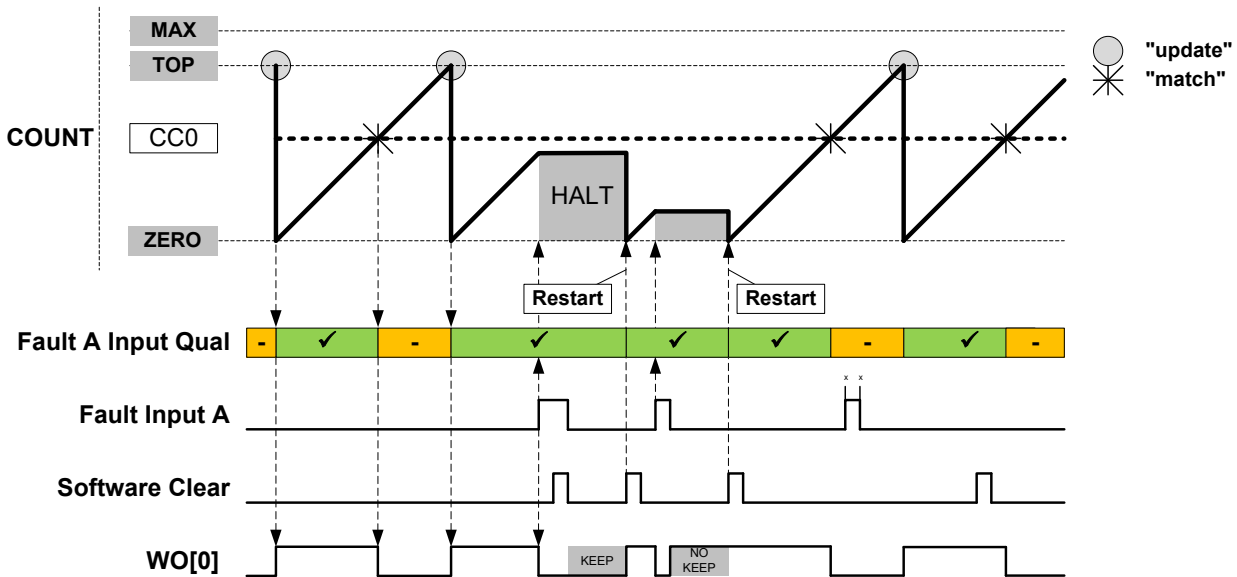 MAX
TOP
"update"
"match"
COUNT
CC0
HALT
ZERO
Restart
Restart
Fault A Input Qual
- ✓ - ✓ ✓ ✓ - ✓ -
x x
Fault Input A
Software Clear
WO[0]
KEEP
NO
KEEP